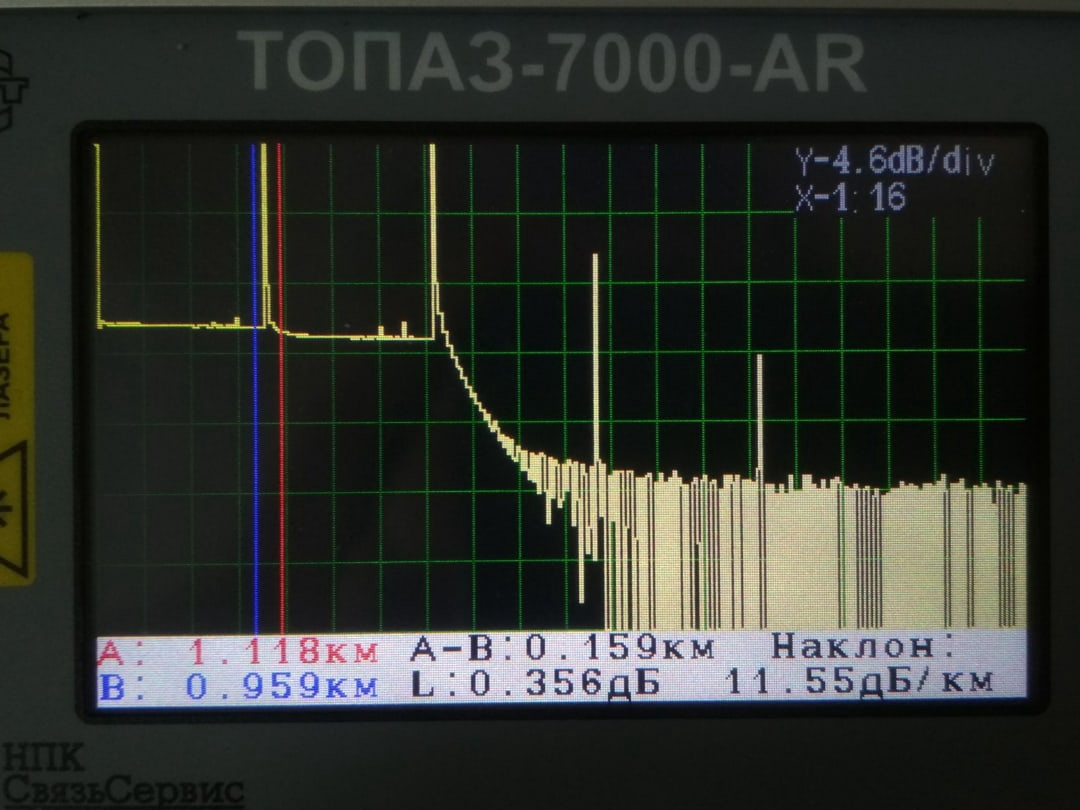 ТОПАЗ-7000-AR
Y-4.6dB/div
X-1:16
ЛАЗЕРА
A: 1.118км A-B:0.159км Наклон:
B: 0.959км L:0.356дБ 11.55дБ/км
НПК
СвязьСервис